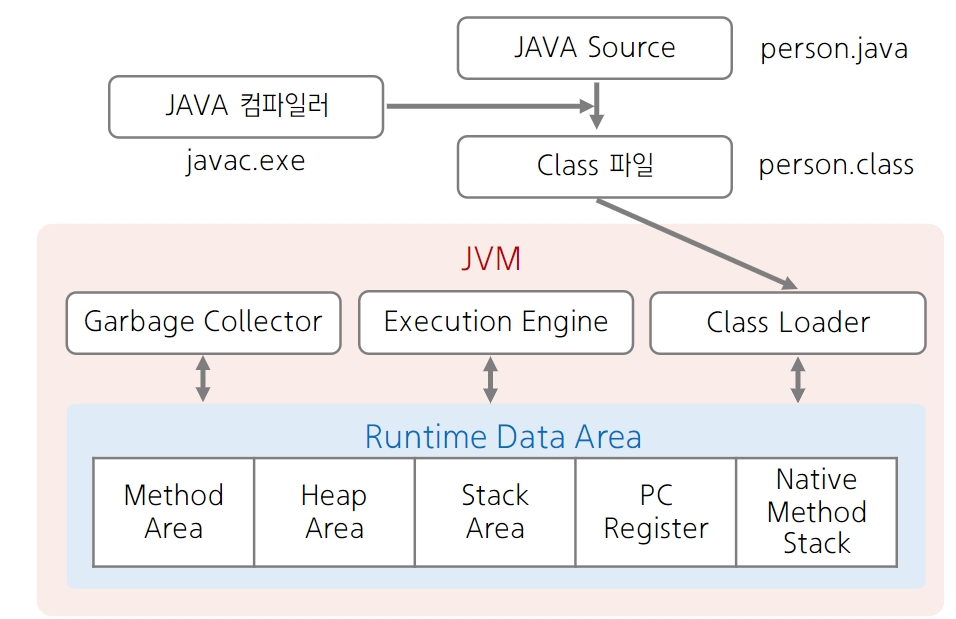 JAVA Source
person.java
JAVA 컴파일러
javac.exe
Class 파일
person.class
JVM
Garbage Collector
Execution Engine
Class Loader
Runtime Data Area
Method
Area
Heap
Area
Stack
Area
PC
Register
Native
Method
Stack